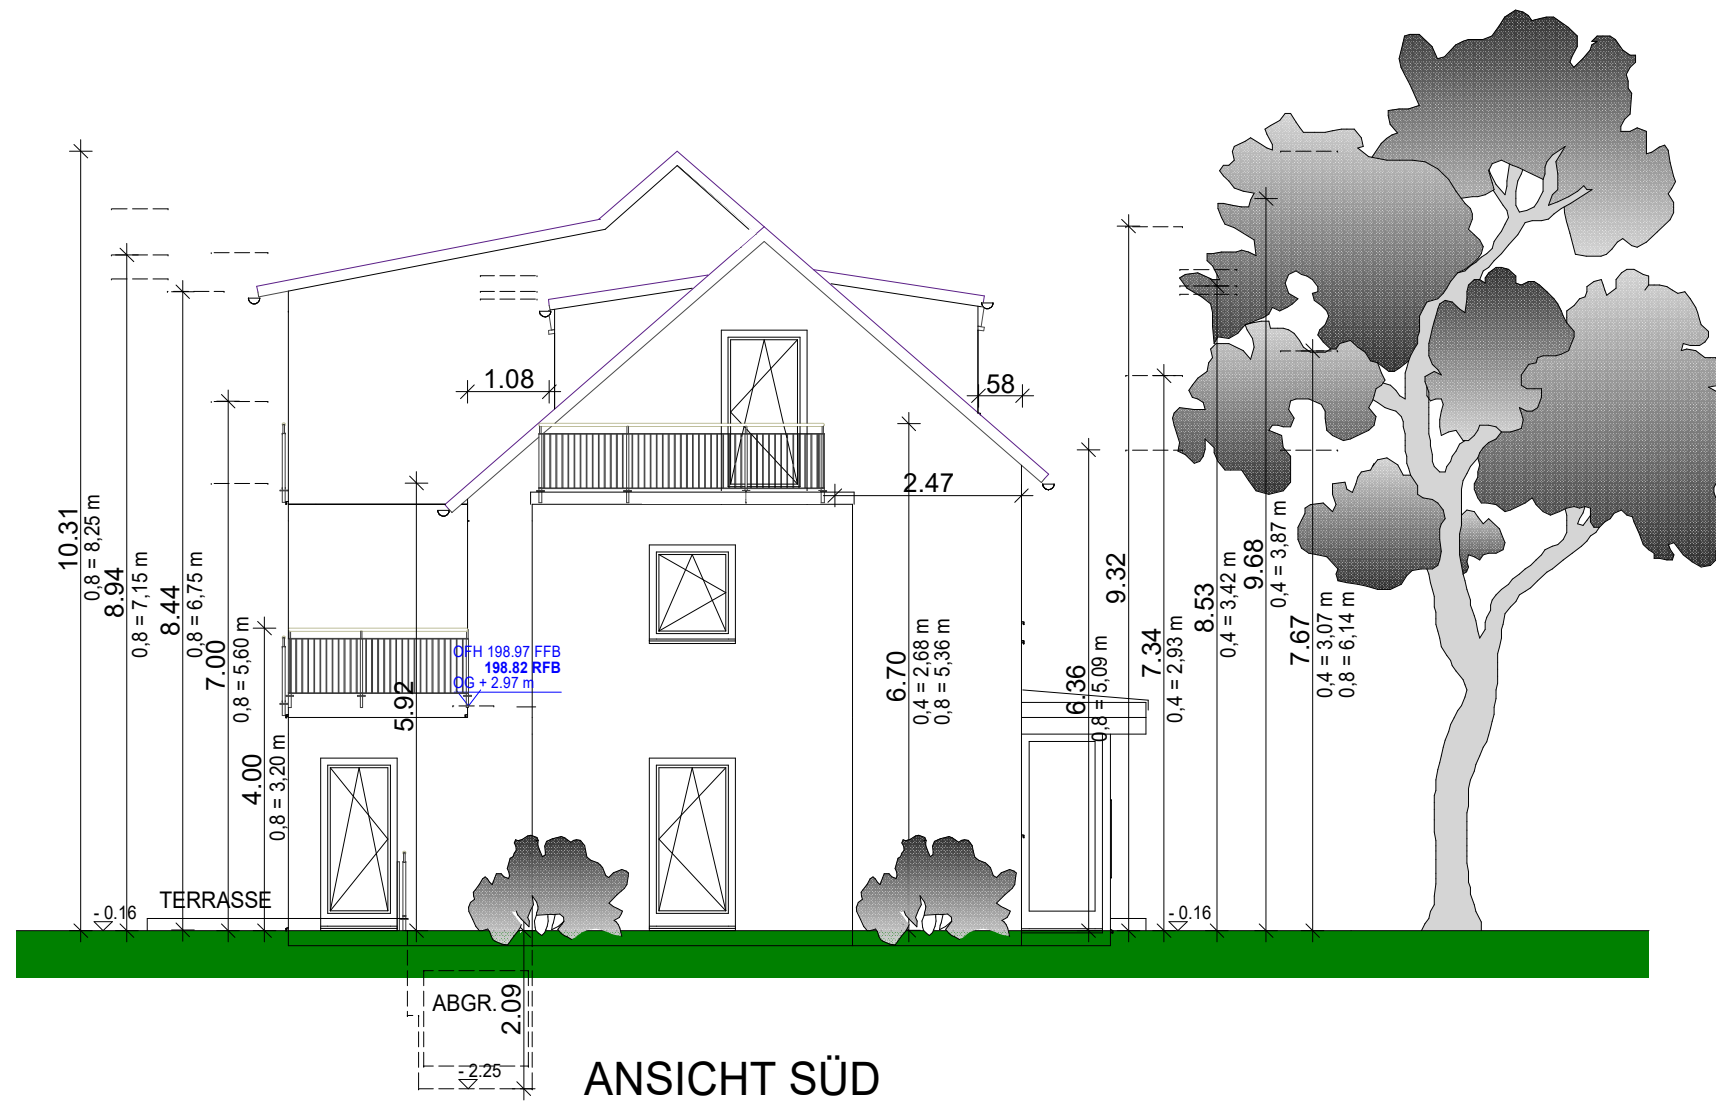 1.08
58
2.47
10.31
0,8 = 8,25 m
8.94
0,8 = 7,15 m
8.44
0,8 = 6,75 m
7.00
0,8 = 5,60 m
4.00
0,8 = 3,20 m
5.92
OFH 198.97 FFB
198.82 RFB
OG + 2.97 m
6.70
0,4 = 2,68 m
0,8 = 5,36 m
6.36
0,8 = 5,09 m
9.32
7.34
0,4 = 2,93 m
8.53
0,4 = 3,42 m
9.68
0,4 = 3,87 m
7.67
0,4 = 3,07 m
0,8 = 6,14 m
TERRASSE
- 0.16
- 0.16
ABGR.
2.09
- 2.25
ANSICHT SÜD